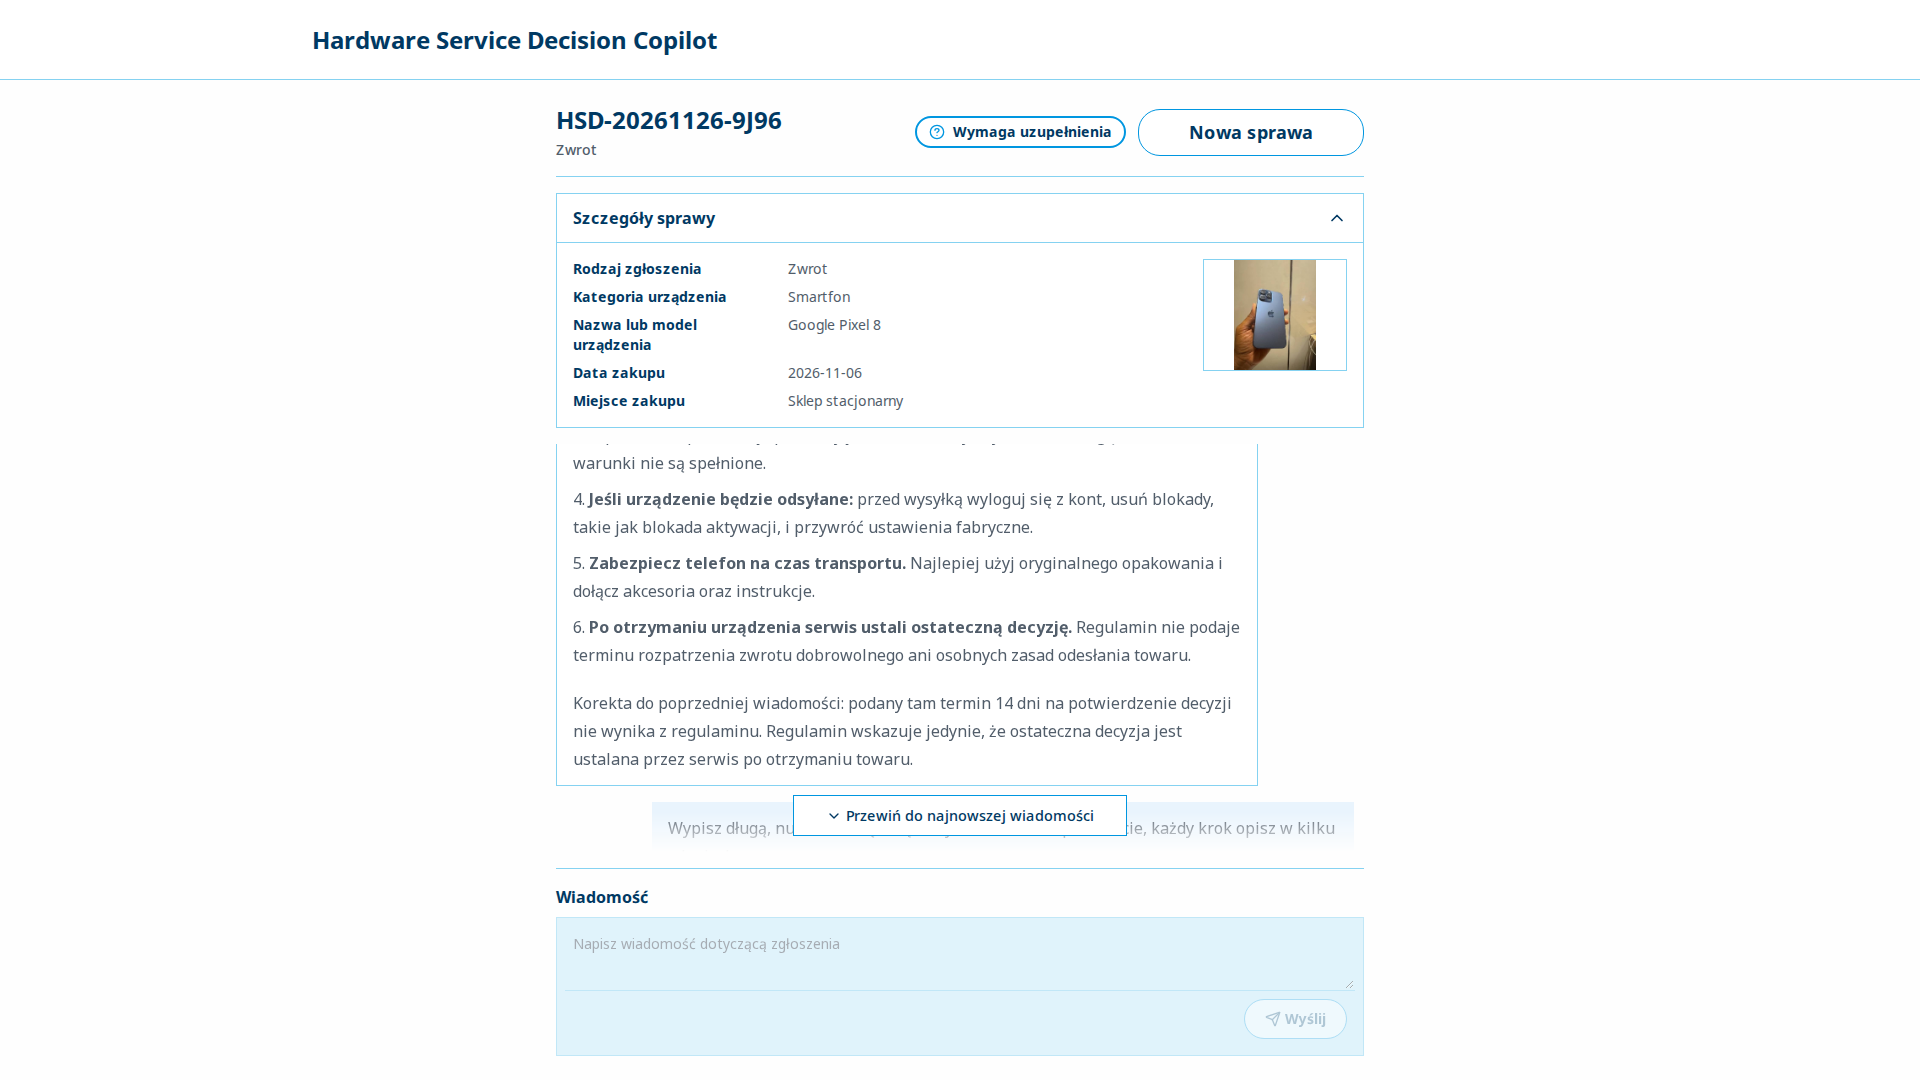 Hardware Service Decision Copilot
HSD-20261126-9J96
Zwrot
Wymaga uzupełnienia
Nowa sprawa
Szczegóły sprawy
Rodzaj zgłoszenia
Zwrot
Kategoria urządzenia
Smartfon
Nazwa lub model
urządzenia
Google Pixel 8
Data zakupu
2026-11-06
Miejsce zakupu
Sklep stacjonarny
warunki nie są spełnione.
4. Jeśli urządzenie będzie odsyłane: przed wysyłką wyloguj się z kont, usuń blokady,
takie jak blokada aktywacji, i przywróć ustawienia fabryczne.
5. Zabezpiecz telefon na czas transportu. Najlepiej użyj oryginalnego opakowania i
dołącz akcesoria oraz instrukcje.
6. Po otrzymaniu urządzenia serwis ustali ostateczną decyzję. Regulamin nie podaje
terminu rozpatrzenia zwrotu dobrowolnego ani osobnych zasad odesłania towaru.
Korekta do poprzedniej wiadomości: podany tam termin 14 dni na potwierdzenie decyzji
nie wynika z regulaminu. Regulamin wskazuje jedynie, że ostateczna decyzja jest
ustalana przez serwis po otrzymaniu towaru.
Przewiń do najnowszej wiadomości
Wypisz długą, każdy krok opisz w kilku
Wiadomość
Napisz wiadomość dotyczącą zgłoszenia
Wyślij